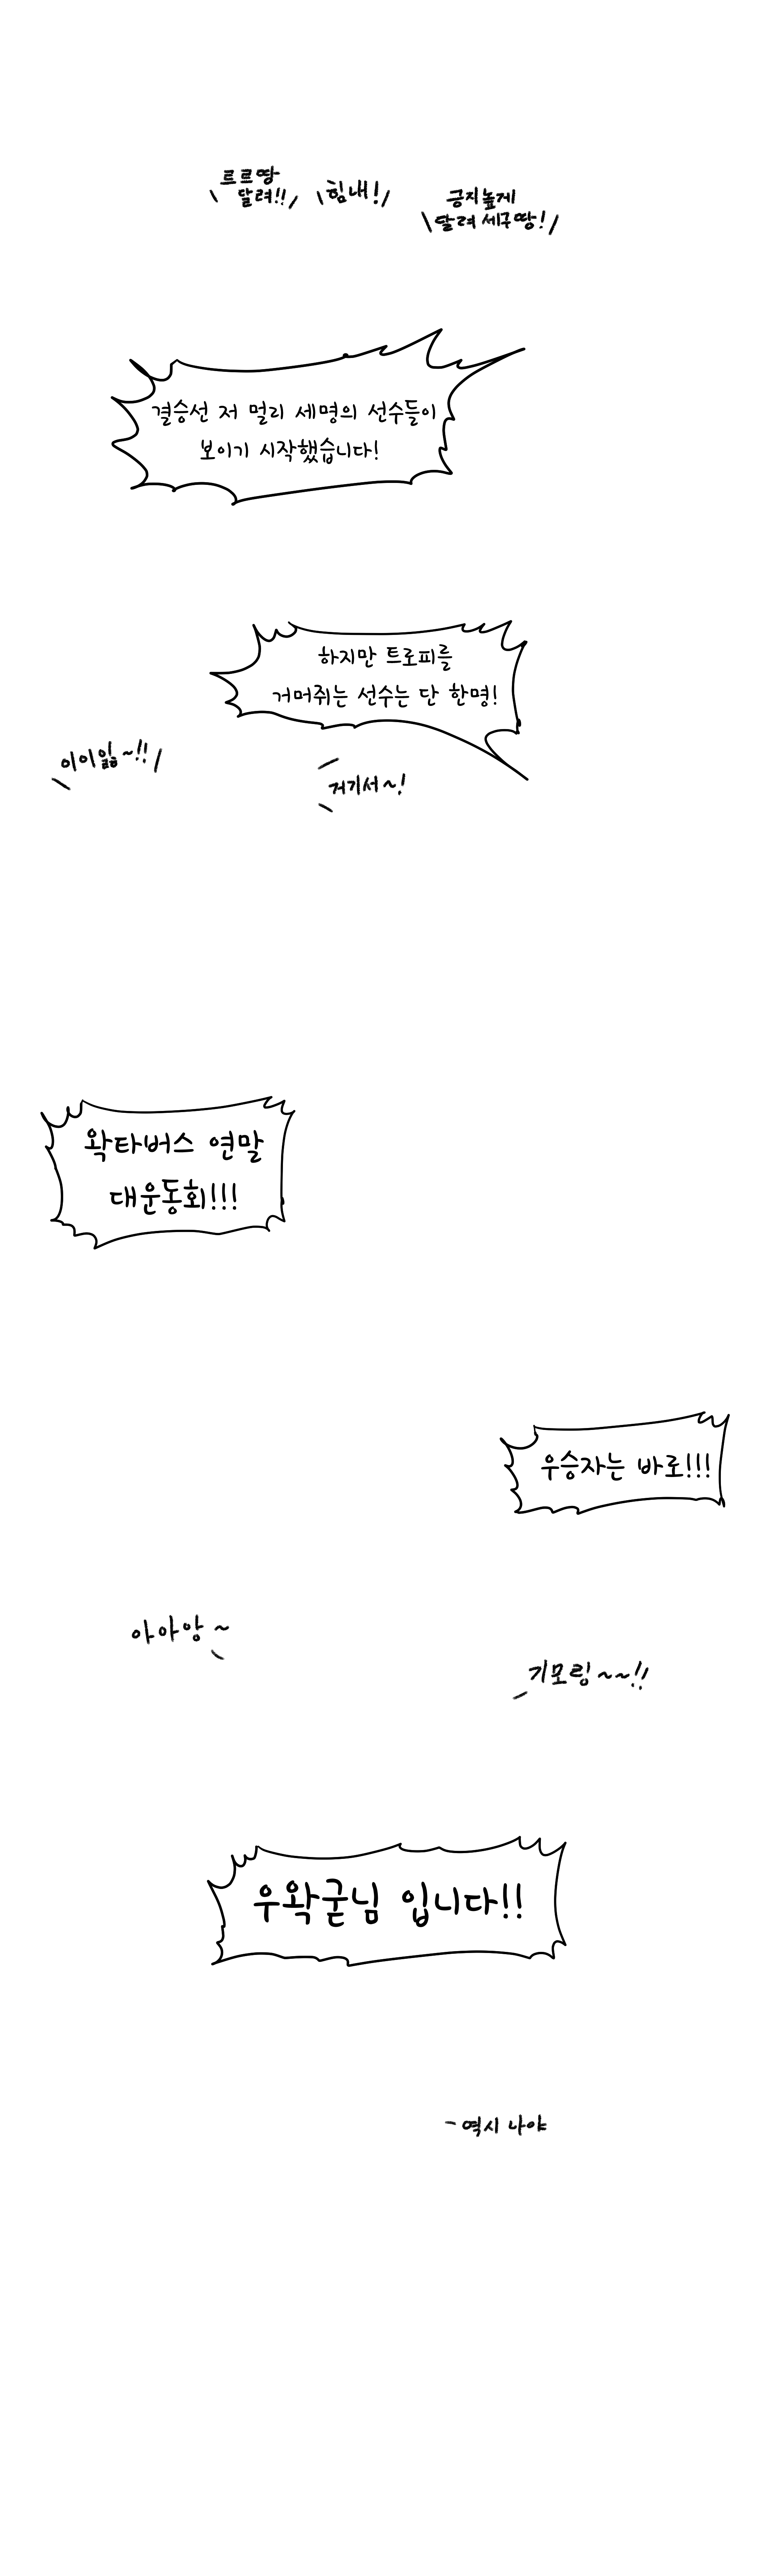 르르땅
달려!!
힘내!
긍지높게
달려 세구땅!
결승선 저 멀리 세명의 선수들이
보이기 시작했습니다!
하지만 트로피를
거머쥐는 선수는 단 한명!
이이잃~!!
거기서~!
왁타버스 연말
대운동회!!!
우승자는 바로!!!
아아앙~
기모링~~!!
우왁굳님 입니다!!
역시 나야